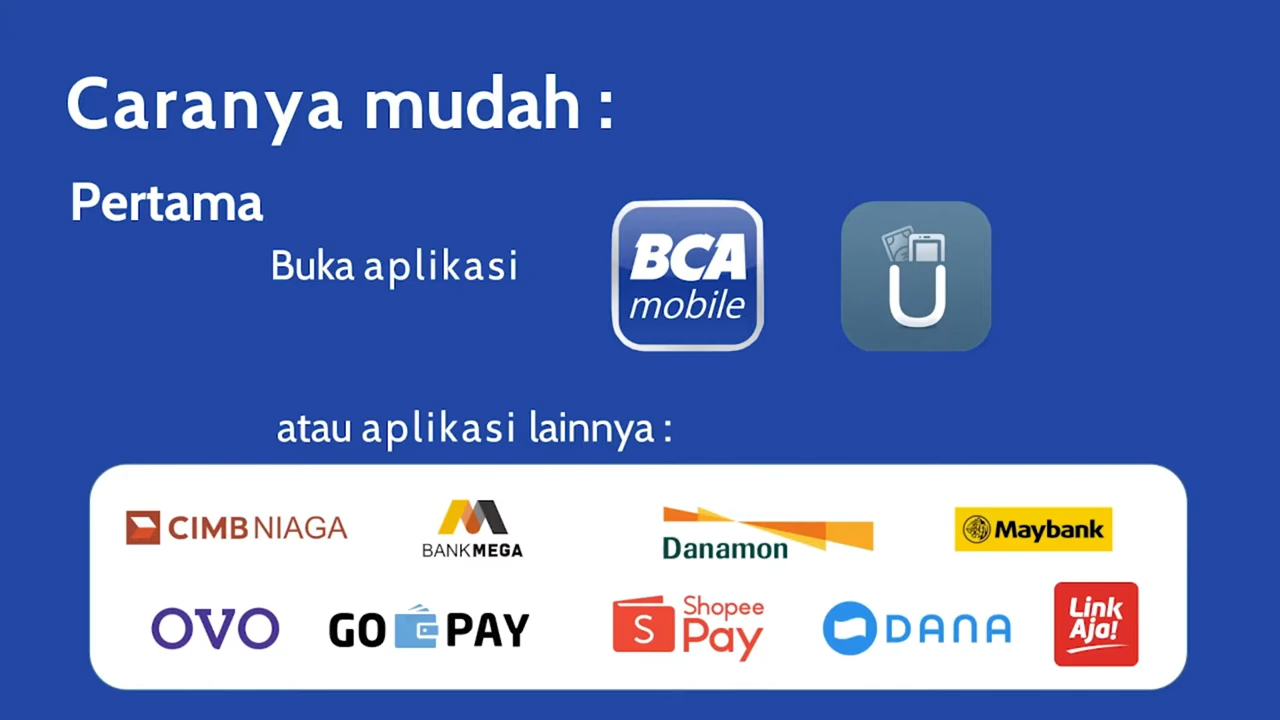 Caranya mudah :
Pertama
Buka aplikasi
BCA
mobile
U
atau aplikasi lainnya :
CIMB NIAGA
BANK MEGA
Danamon
Maybank
OVO
GO PAY
S
Shopee
Pay
DANA
Link
Aja!